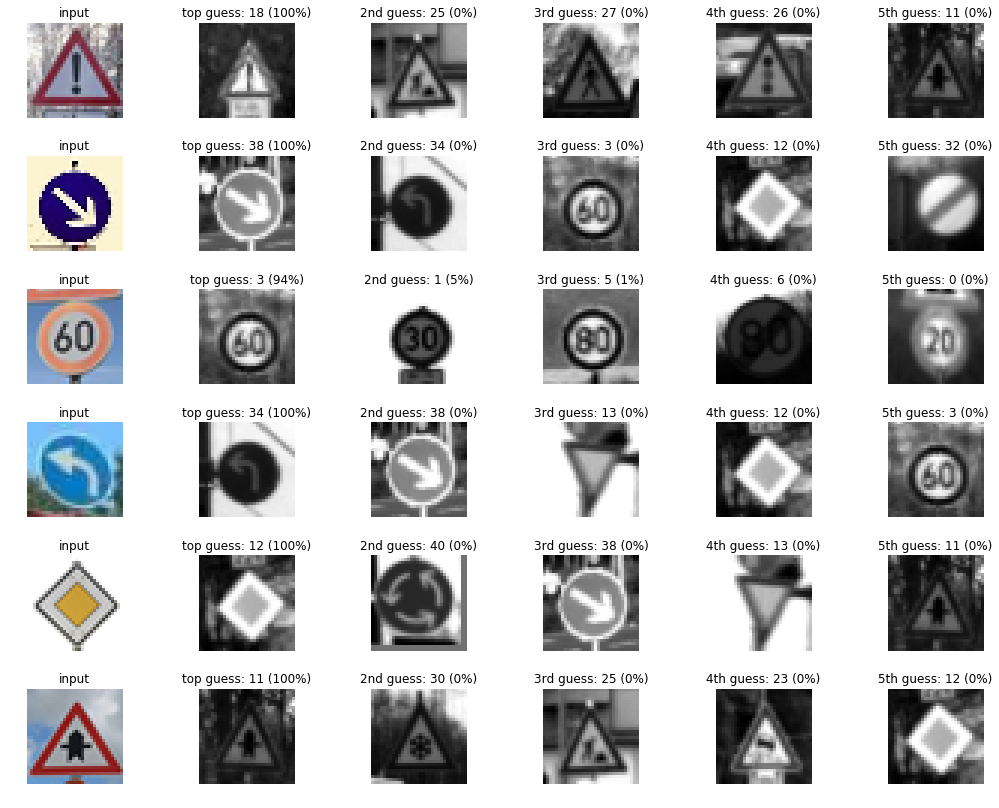 input top guess: 18 (100%) 2nd guess: 25 (0%) 3rd guess: 27 (0%) 4th guess: 26 (0%) 5th guess: 11 (0%)
input top guess: 38 (100%) 2nd guess: 34 (0%) 3rd guess: 3 (0%) 4th guess: 12 (0%) 5th guess: 32 (0%)
60
input top guess: 3 (94%) 2nd guess: 1 (5%) 3rd guess: 5 (1%) 4th guess: 6 (0%) 5th guess: 0 (0%)
60 60 30 80 80 20
input top guess: 34 (100%) 2nd guess: 38 (0%) 3rd guess: 13 (0%) 4th guess: 12 (0%) 5th guess: 3 (0%)
60
input top guess: 12 (100%) 2nd guess: 40 (0%) 3rd guess: 38 (0%) 4th guess: 13 (0%) 5th guess: 11 (0%)
input top guess: 11 (100%) 2nd guess: 30 (0%) 3rd guess: 25 (0%) 4th guess: 23 (0%) 5th guess: 12 (0%)